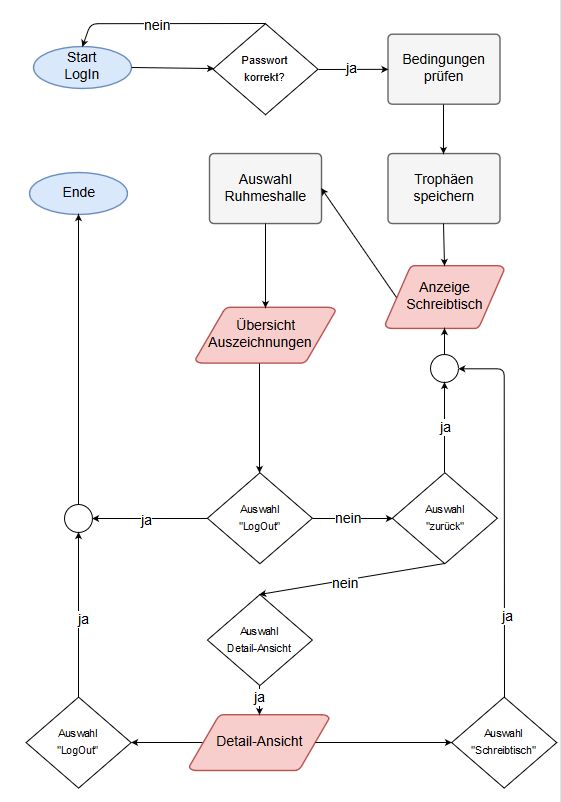 nein
Start
LogIn
Passwort
korrekt?
ja
Bedingungen
prüfen
Ende
Auswahl
Ruhmeshalle
Trophäen
speichern
Anzeige
Schreibtisch
Übersicht
Auszeichnungen
ja
ja
Auswahl
"LogOut"
nein
Auswahl
"zurück"
nein
Auswahl
Detail-Ansicht
ja
ja
ja
Auswahl
"LogOut"
Detail-Ansicht
Auswahl
"Schreibtisch"